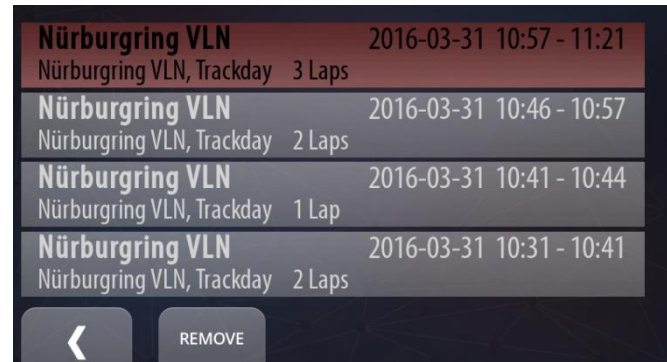 Nürburgring VLN 2016-03-31 10:57 - 11:21
Nürburgring VLN, Trackday 3 Laps
Nürburgring VLN 2016-03-31 10:46 - 10:57
Nürburgring VLN, Trackday 2 Laps
Nürburgring VLN 2016-03-31 10:41 - 10:44
Nürburgring VLN, Trackday 1 Lap
Nürburgring VLN 2016-03-31 10:31 - 10:41
Nürburgring VLN, Trackday 2 Laps
REMOVE